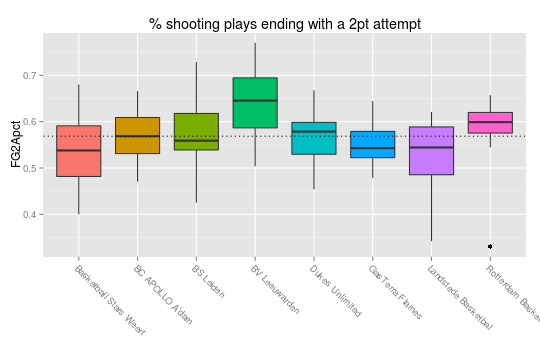 % shooting plays ending with a 2pt attempt
FG2Apct
0.7
0.6
0.5
0.4
Basketball Stars Weert
BC APOLLO A'dam
BS Leiden
BV Leeuwarden
Dukes Unlimited
GasTerra Flames
Landstede Basketbal
Rotterdam Basket